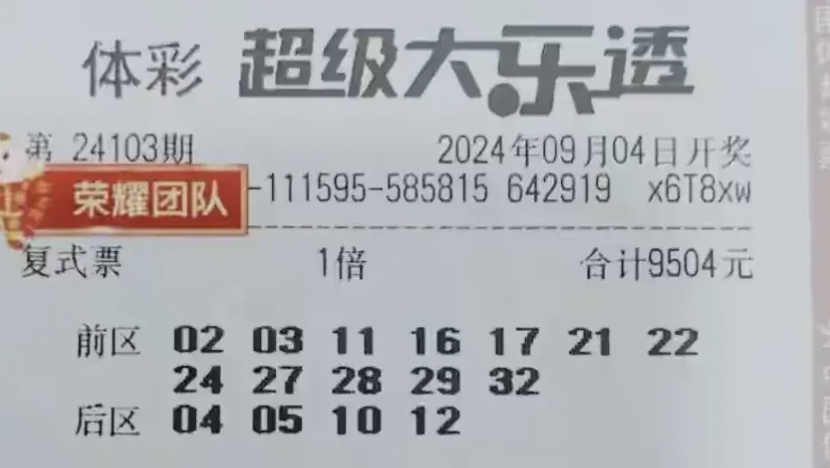 体彩 超级大乐透
第 24103期 2024年09月04日开奖
荣耀团队 -111595-585815 642919 x6T8xw
复式票 1倍 合计9504元
前区 02 03 11 16 17 21 22
24 27 28 29 32
后区 04 05 10 12